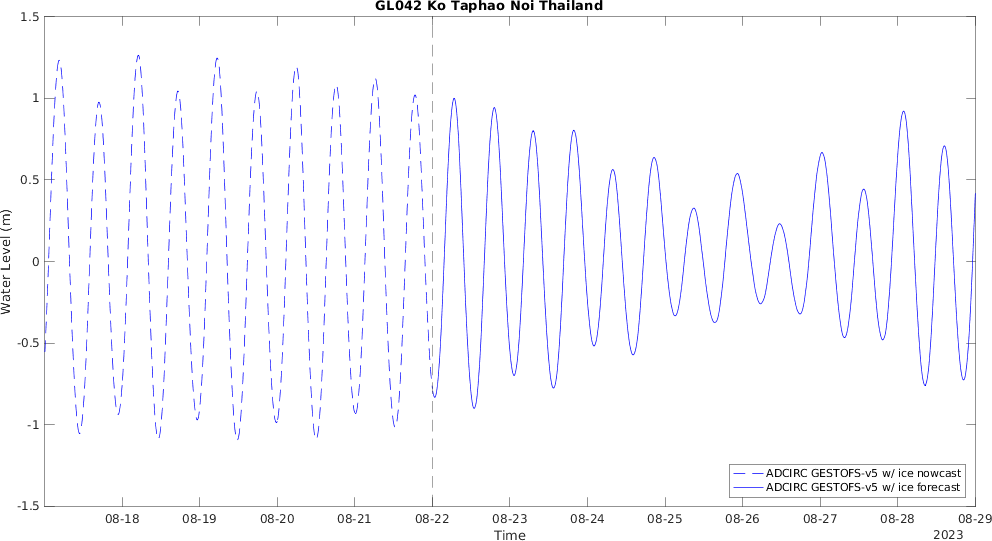 GL042 Ko Taphao Noi Thailand
1.5
1
0.5
0
-0.5
-1
-1.5
Water Level (m)
ADCIRC GESTOFS-v5 w/ ice nowcast
ADCIRC GESTOFS-v5 w/ ice forecast
08-18 08-19 08-20 08-21 08-22 08-23 08-24 08-25 08-26 08-27 08-28 08-29
Time
2023